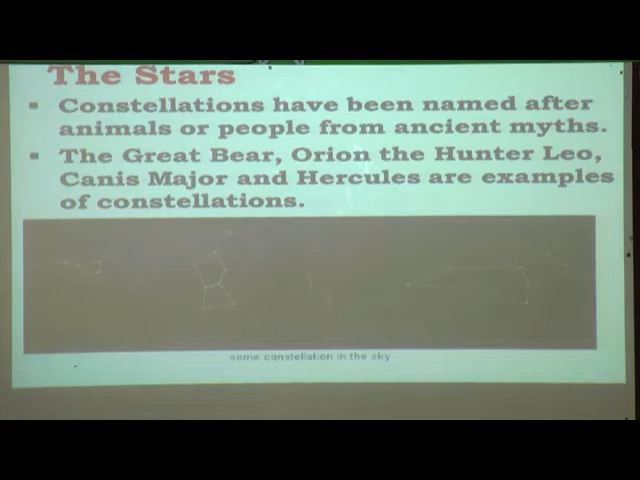 The Stars
▪ Constellations have been named after
animals or people from ancient myths.
▪ The Great Bear, Orion the Hunter Leo,
Canis Major and Hercules are examples
of constellations.
some constellation in the sky